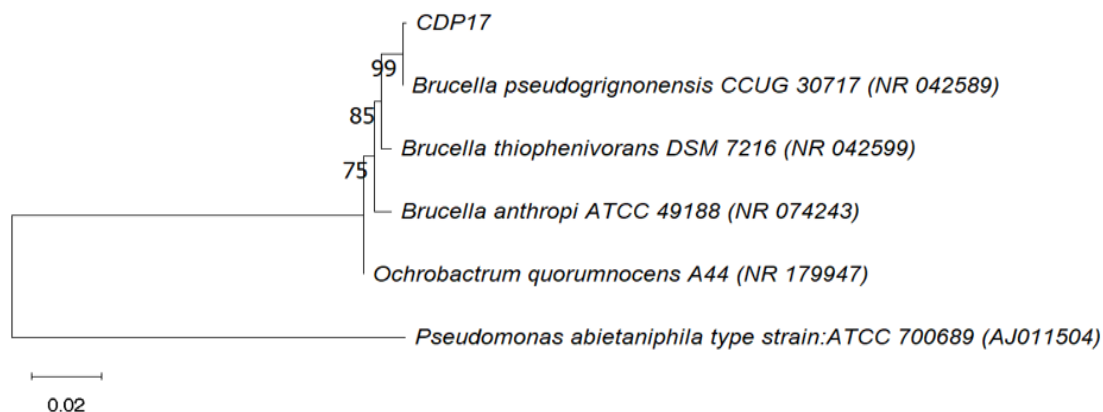 CDP17
99
Brucella pseudogrignonensis CCUG 30717 (NR 042589)
85
Brucella thiophenivorans DSM 7216 (NR 042599)
75
Brucella anthropi ATCC 49188 (NR 074243)
Ochrobactrum quorumnocens A44 (NR 179947)
Pseudomonas abietaniphila type strain:ATCC 700689 (AJ011504)
0.02